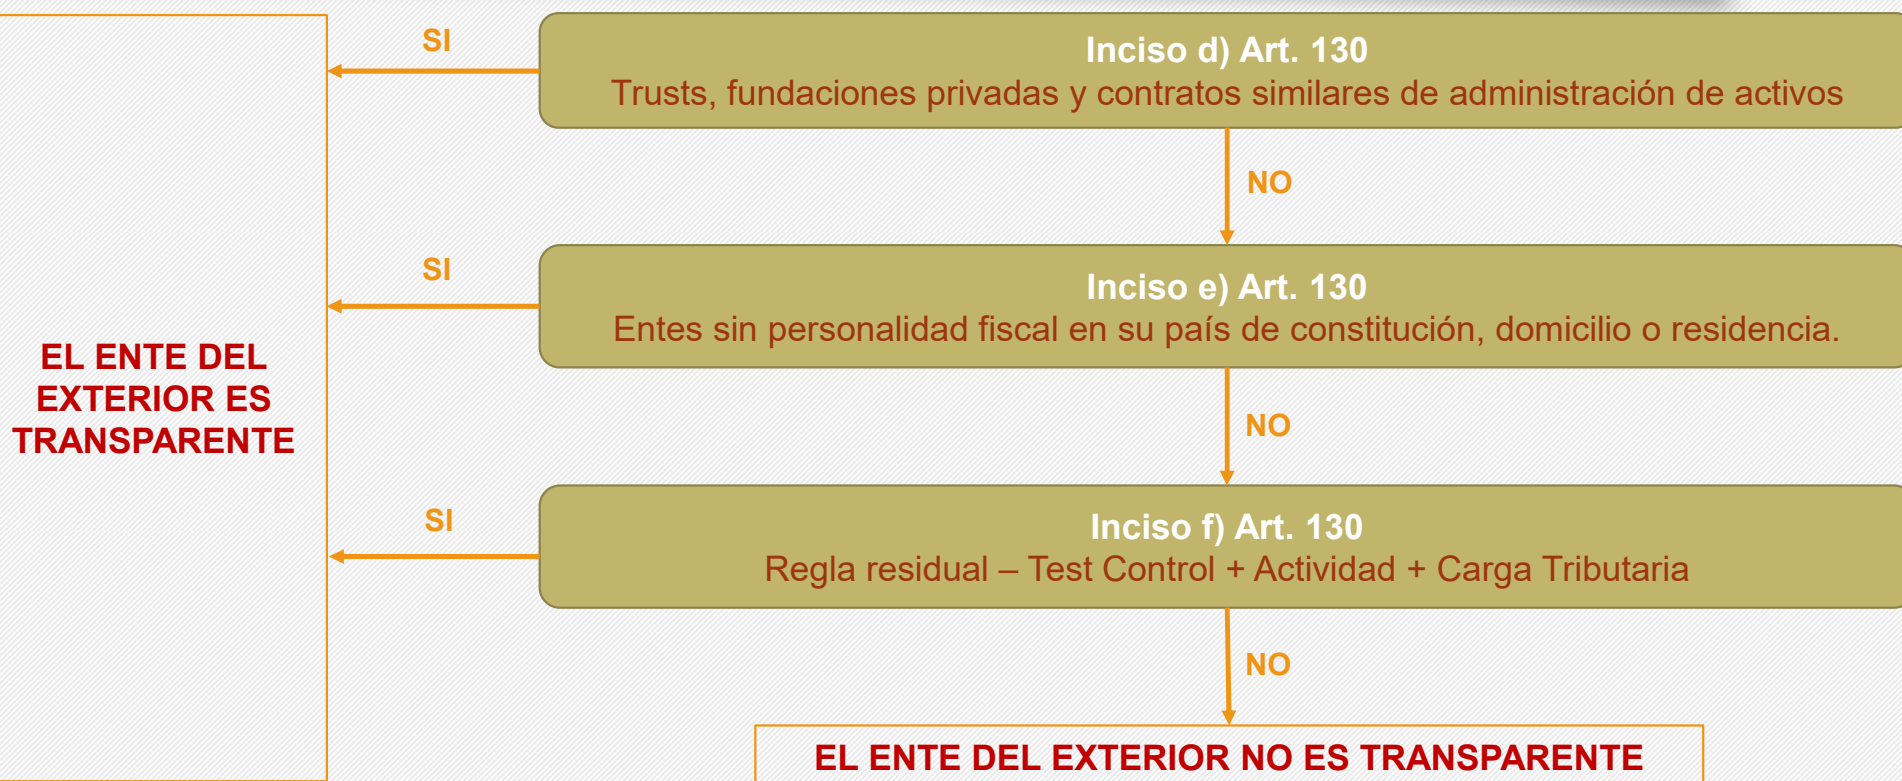 SI
Inciso d) Art. 130
Trusts, fundaciones privadas y contratos similares de administración de activos
NO
SI
Inciso e) Art. 130
Entes sin personalidad fiscal en su país de constitución, domicilio o residencia.
EL ENTE DEL
EXTERIOR ES
TRANSPARENTE
NO
SI
Inciso f) Art. 130
Regla residual – Test Control + Actividad + Carga Tributaria
NO
EL ENTE DEL EXTERIOR NO ES TRANSPARENTE